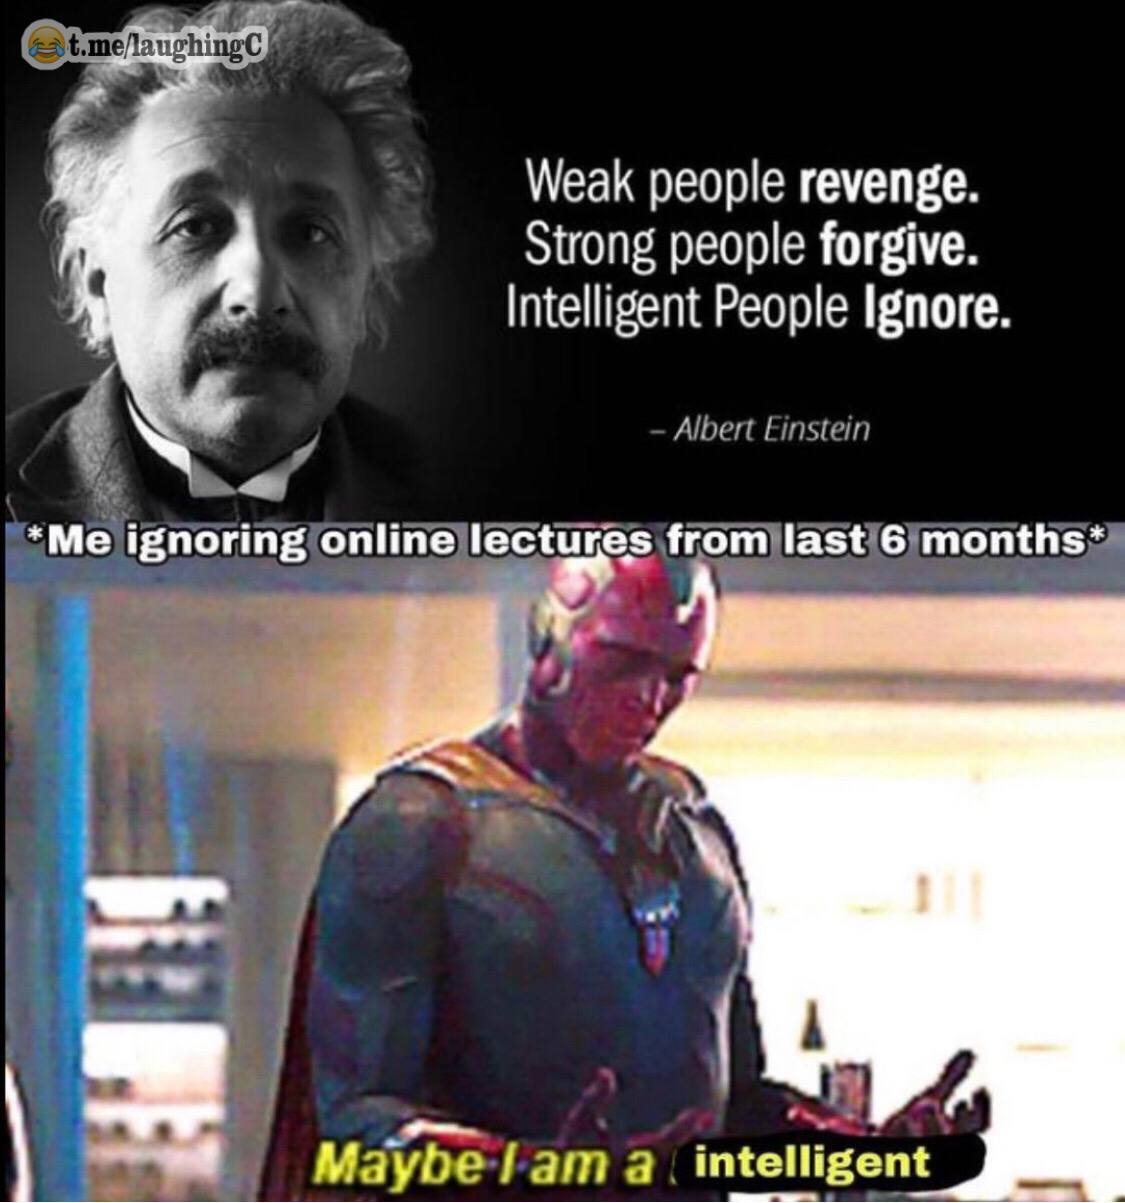 t.me/laughingC
Weak people revenge.
Strong people forgive.
Intelligent People Ignore.
– Albert Einstein
*Me ignoring online lectures from last 6 months*
Maybe I am a intelligent